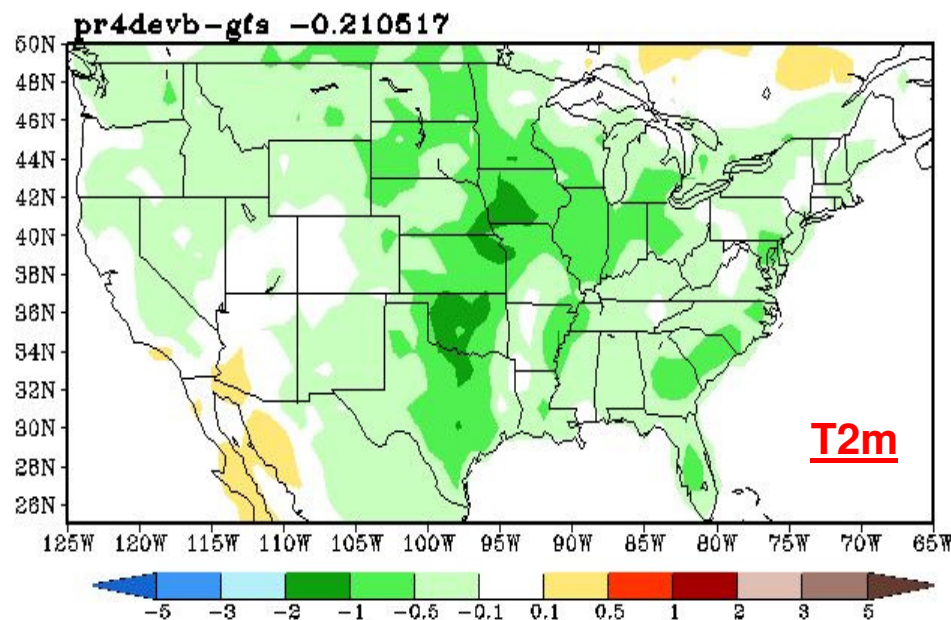 pr4devb-gfs -0.210517
50N
48N
46N
44N
42N
40N
38N
36N
34N
32N
30N
28N
26N
T2m
125W 120W 115W 110W 105W 100W 95W 90W 85W 80W 75W 70W 65W
-5 -3 -2 -1 -0.5 -0.1 0.1 0.5 1 2 3 5